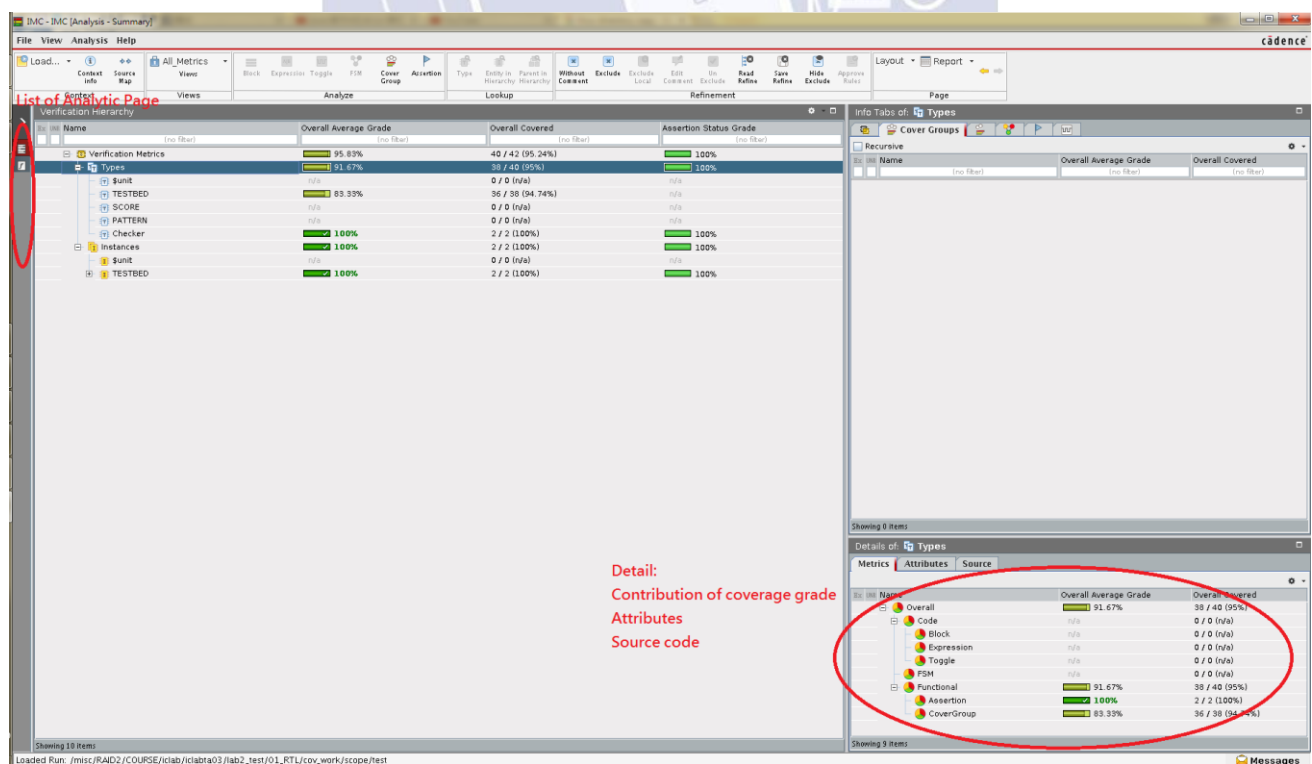 IMC - IMC [Analysis - Summary]
File View Analysis Help
cādence
Load... All_Metrics Layout Report
Context info Source Map Views Block Expression Toggle FSM Cover Group Assertion Type Entity in Hierarchy Parent in Hierarchy Without Comment Exclude Exclude Local Edit Comment Un Exclude Read Refine Save Refine Hide Exclude Approve Rules
Context Views Analyze Lookup Refinement Page
List of Analytic Page
Verification Hierarchy
Ex UNR Name Overall Average Grade Overall Covered Assertion Status Grade
(no filter) (no filter) (no filter) (no filter)
Verification Metrics 95.83% 40 / 42 (95.24%) 100%
Types 91.67% 38 / 40 (95%) 100%
$unit n/a 0 / 0 (n/a) n/a
TESTBED 83.33% 36 / 38 (94.74%) n/a
SCORE n/a 0 / 0 (n/a) n/a
PATTERN n/a 0 / 0 (n/a) n/a
Checker 100% 2 / 2 (100%) 100%
Instances 100% 2 / 2 (100%) 100%
$unit n/a 0 / 0 (n/a) n/a
TESTBED 100% 2 / 2 (100%) 100%
Showing 10 items
Info Tabs of: Types
Cover Groups
Recursive
Ex UNR Name Overall Average Grade Overall Covered
(no filter) (no filter) (no filter)
Showing 0 items
Detail:
Contribution of coverage grade
Attributes
Source code
Details of: Types
Metrics Attributes Source
Ex UNR Name Overall Average Grade Overall Covered
Overall 91.67% 38 / 40 (95%)
Code n/a 0 / 0 (n/a)
Block n/a 0 / 0 (n/a)
Expression n/a 0 / 0 (n/a)
Toggle n/a 0 / 0 (n/a)
FSM n/a 0 / 0 (n/a)
Functional 91.67% 38 / 40 (95%)
Assertion 100% 2 / 2 (100%)
CoverGroup 83.33% 36 / 38 (94.74%)
Showing 9 items
Loaded Run: /misc/RAID2/COURSE/iclab/iclabta03/lab2_test/01_RTL/cov_work/scope/test
Messages